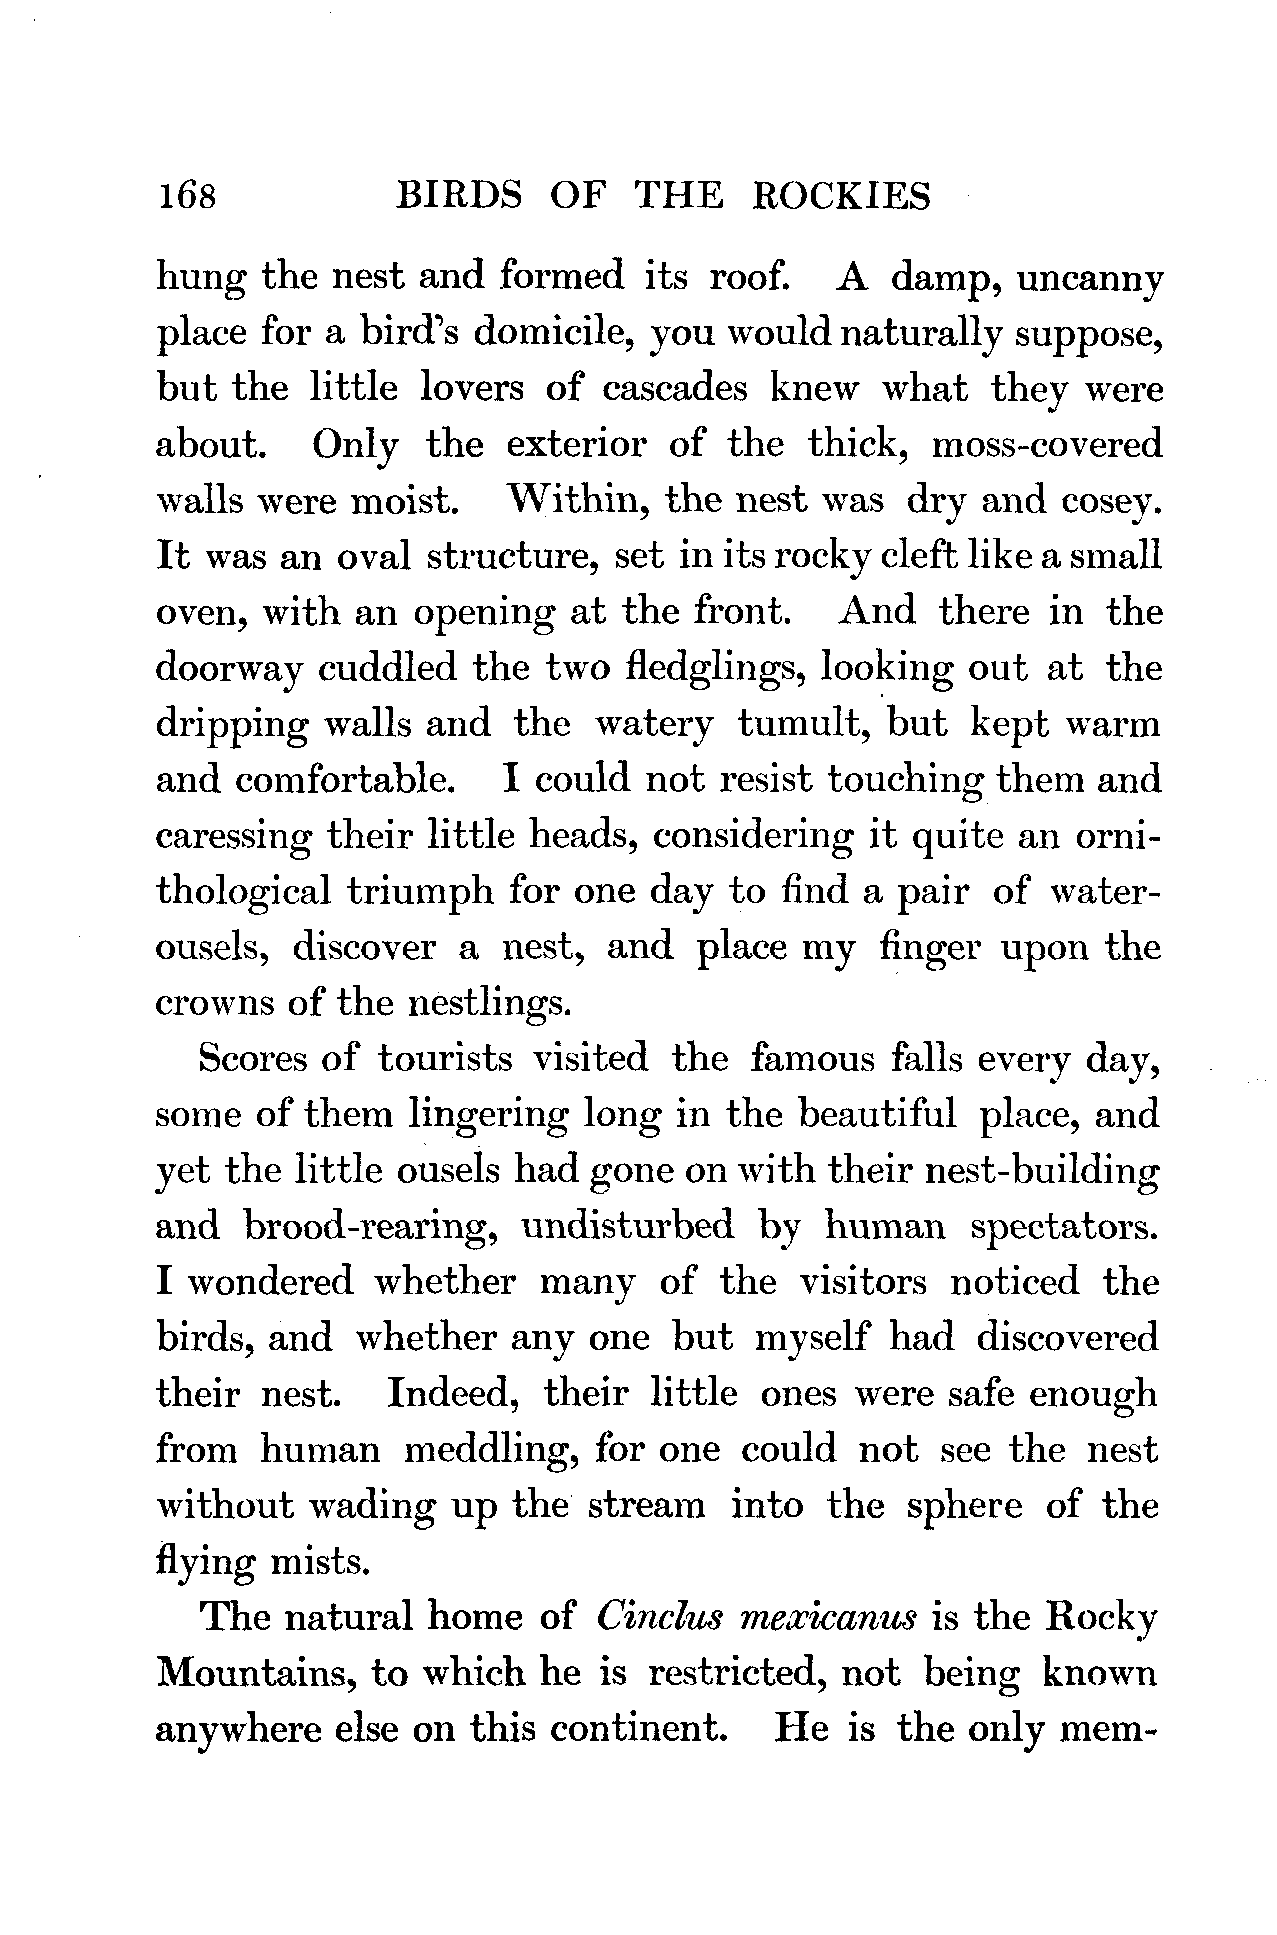 168 BIRDS OF THE ROCKIES
hung the nest and formed its roof. A damp, uncanny
place for a bird's domicile, you would naturally suppose,
but the little lovers of cascades knew what they were
about. Only the exterior of the thick, moss-covered
walls were moist. Within, the nest was dry and cosey.
It was an oval structure, set in its rocky cleft like a small
oven, with an opening at the front. And there in the
doorway cuddled the two fledglings, looking out at the
dripping walls and the watery tumult, but kept warm
and comfortable. I could not resist touching them and
caressing their little heads, considering it quite an orni-
thological triumph for one day to find a pair of water-
ousels, discover a nest, and place my finger upon the
crowns of the nestlings.
Scores of tourists visited the famous falls every day,
some of them lingering long in the beautiful place, and
yet the little ousels had gone on with their nest-building
and brood-rearing, undisturbed by human spectators.
I wondered whether many of the visitors noticed the
birds, and whether any one but myself had discovered
their nest. Indeed, their little ones were safe enough
from human meddling, for one could not see the nest
without wading up the stream into the sphere of the
flying mists.
The natural home of Cinclus mexicanus is the Rocky
Mountains, to which he is restricted, not being known
anywhere else on this continent. He is the only mem-